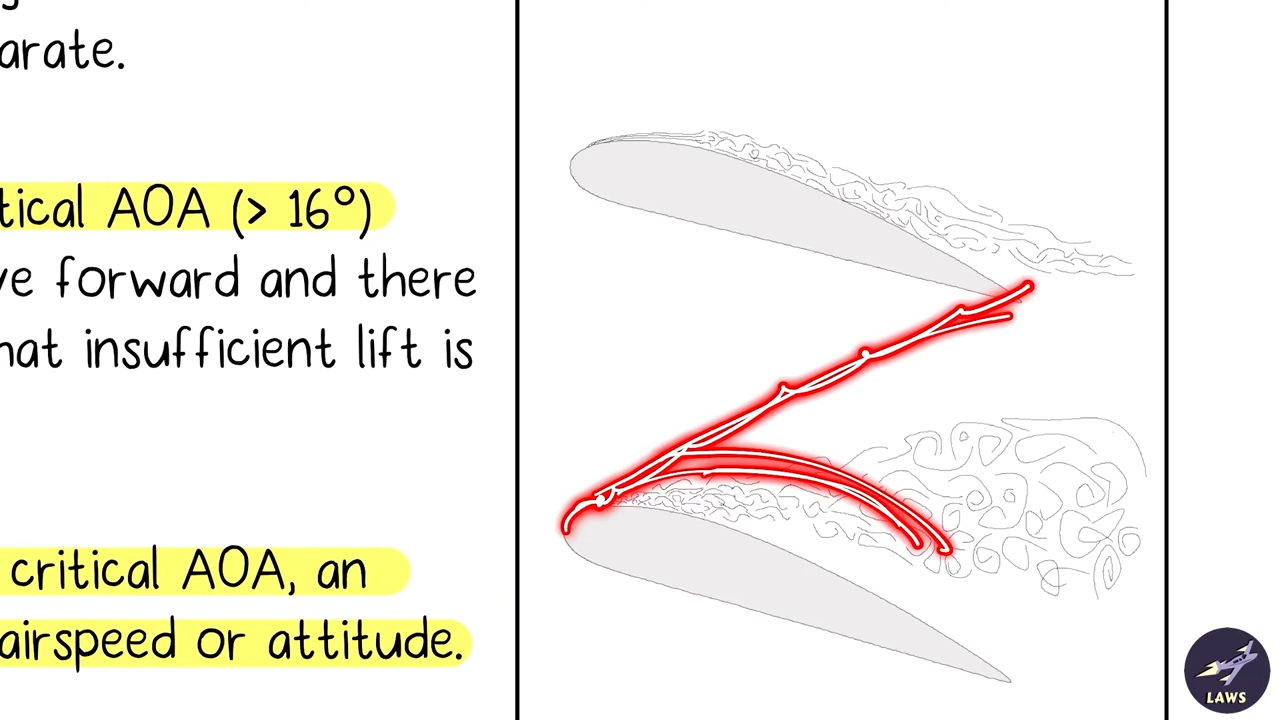 arate.
tical AOA (> 16°)
ve forward and there
hat insufficient lift is
critical AOA, an
airspeed or attitude.
LAWS